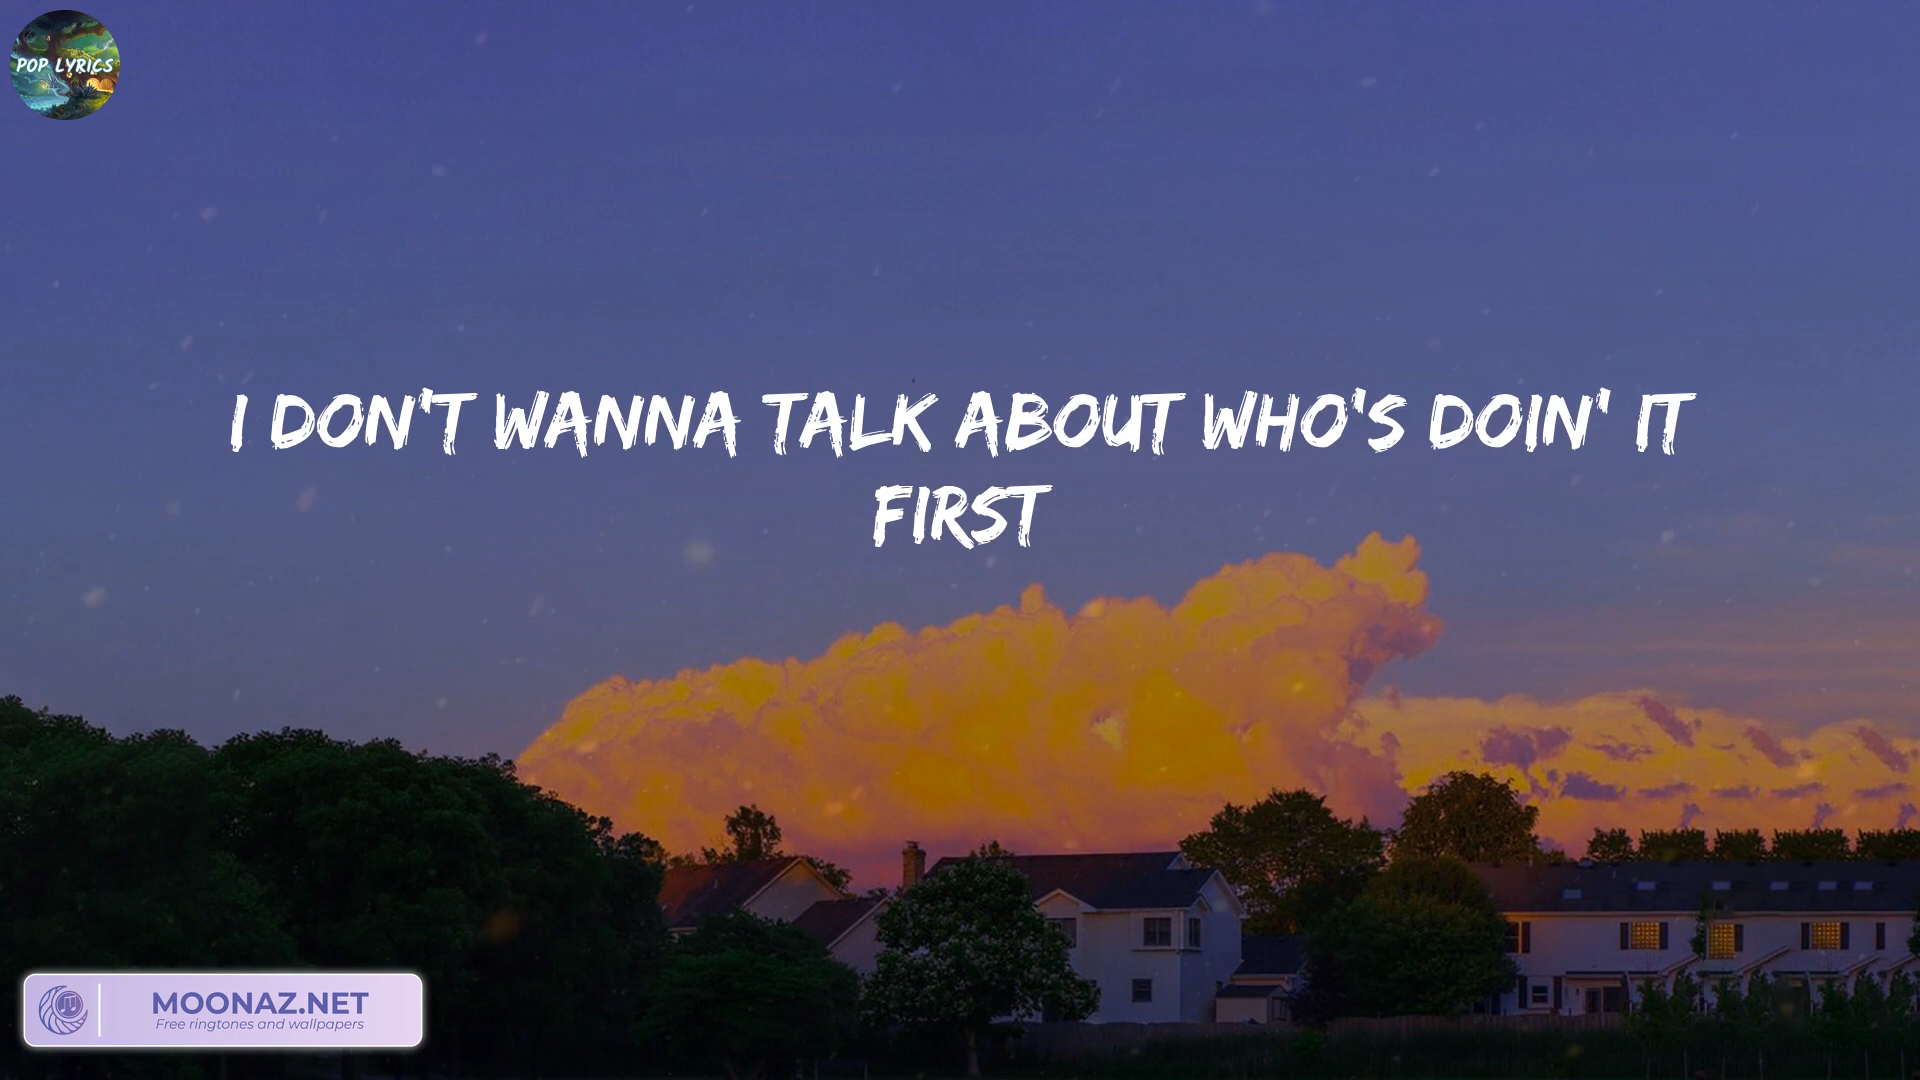 POP LYRICS
I DON'T WANNA TALK ABOUT WHO'S DOIN' IT
FIRST
MOONAZ.NET
Free ringtones and wallpapers